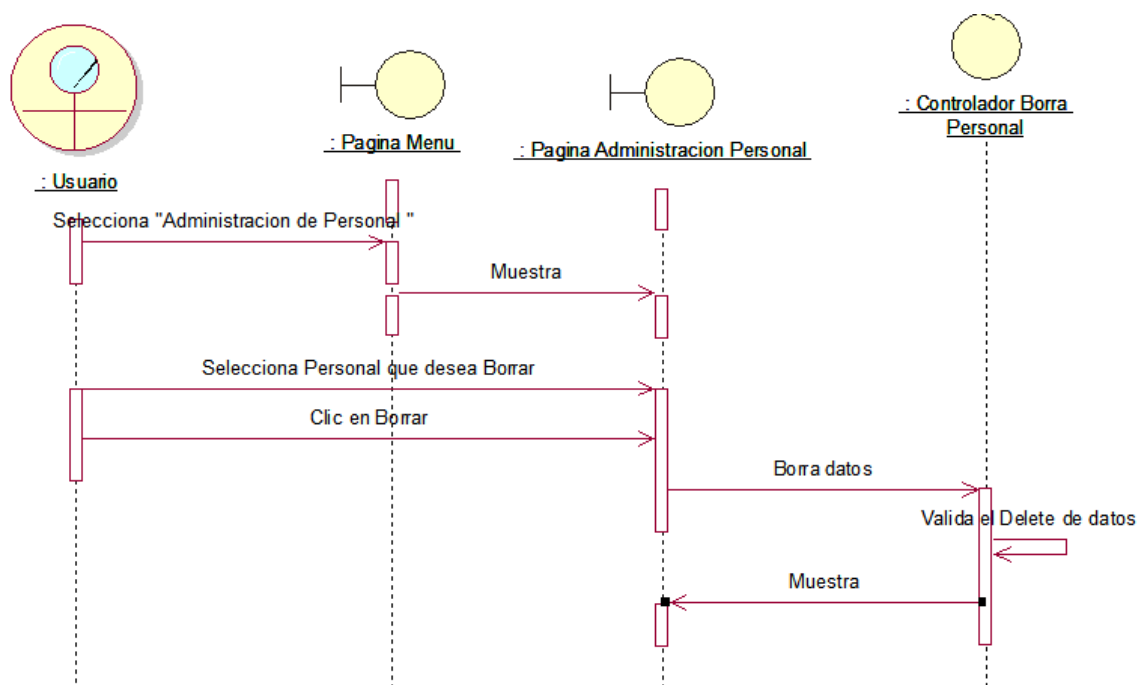 : Usuario
: Pagina Menu
: Pagina Administracion Personal
: Controlador Borra
Personal
Selecciona "Administracion de Personal "
Muestra
Selecciona Personal que desea Borrar
Clic en Borrar
Borra datos
Valida el Delete de datos
Muestra